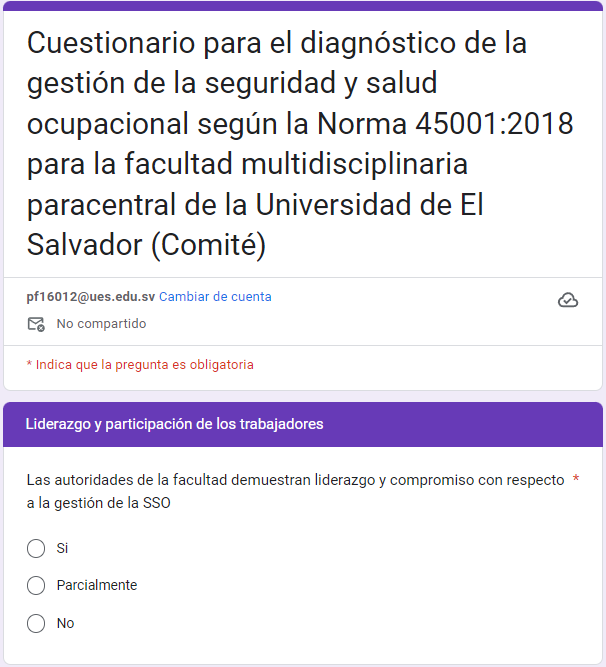 Cuestionario para el diagnóstico de la
gestión de la seguridad y salud
ocupacional según la Norma 45001:2018
para la facultad multidisciplinaria
paracentral de la Universidad de El
Salvador (Comité)
pf16012@ues.edu.sv Cambiar de cuenta
No compartido
* Indica que la pregunta es obligatoria
Liderazgo y participación de los trabajadores
Las autoridades de la facultad demuestran liderazgo y compromiso con respecto *
a la gestión de la SSO
Si
Parcialmente
No